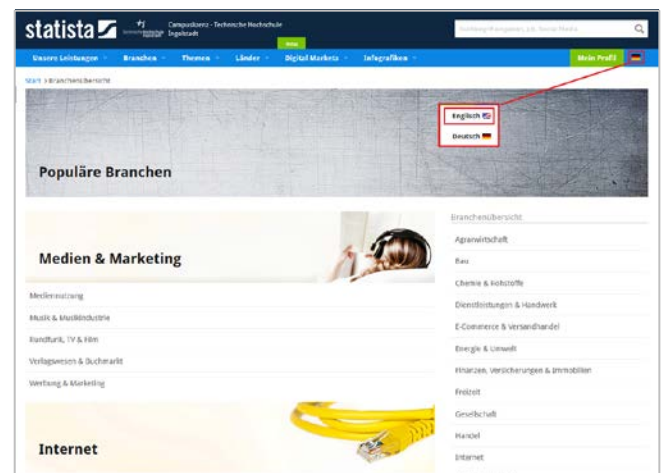 statista
Campuslizenz - Technische Hochschule
Ingolstadt
Neu
Unsere Leistungen
Branchen
Themen
Länder
Digital Markets
Infografiken
Mein Profil
Start > Branchenübersicht
Englisch
Deutsch
Populäre Branchen
Medien & Marketing
Mediennutzung
Musik & Musikindustrie
Rundfunk, TV & Film
Verlagswesen & Buchmarkt
Werbung & Marketing
Internet
Branchenübersicht
Agrarwirtschaft
Bau
Chemie & Rohstoffe
Dienstleistungen & Handwerk
E-Commerce & Versandhandel
Energie & Umwelt
Finanzen, Versicherungen & Immobilien
Freizeit
Gesellschaft
Handel
Internet